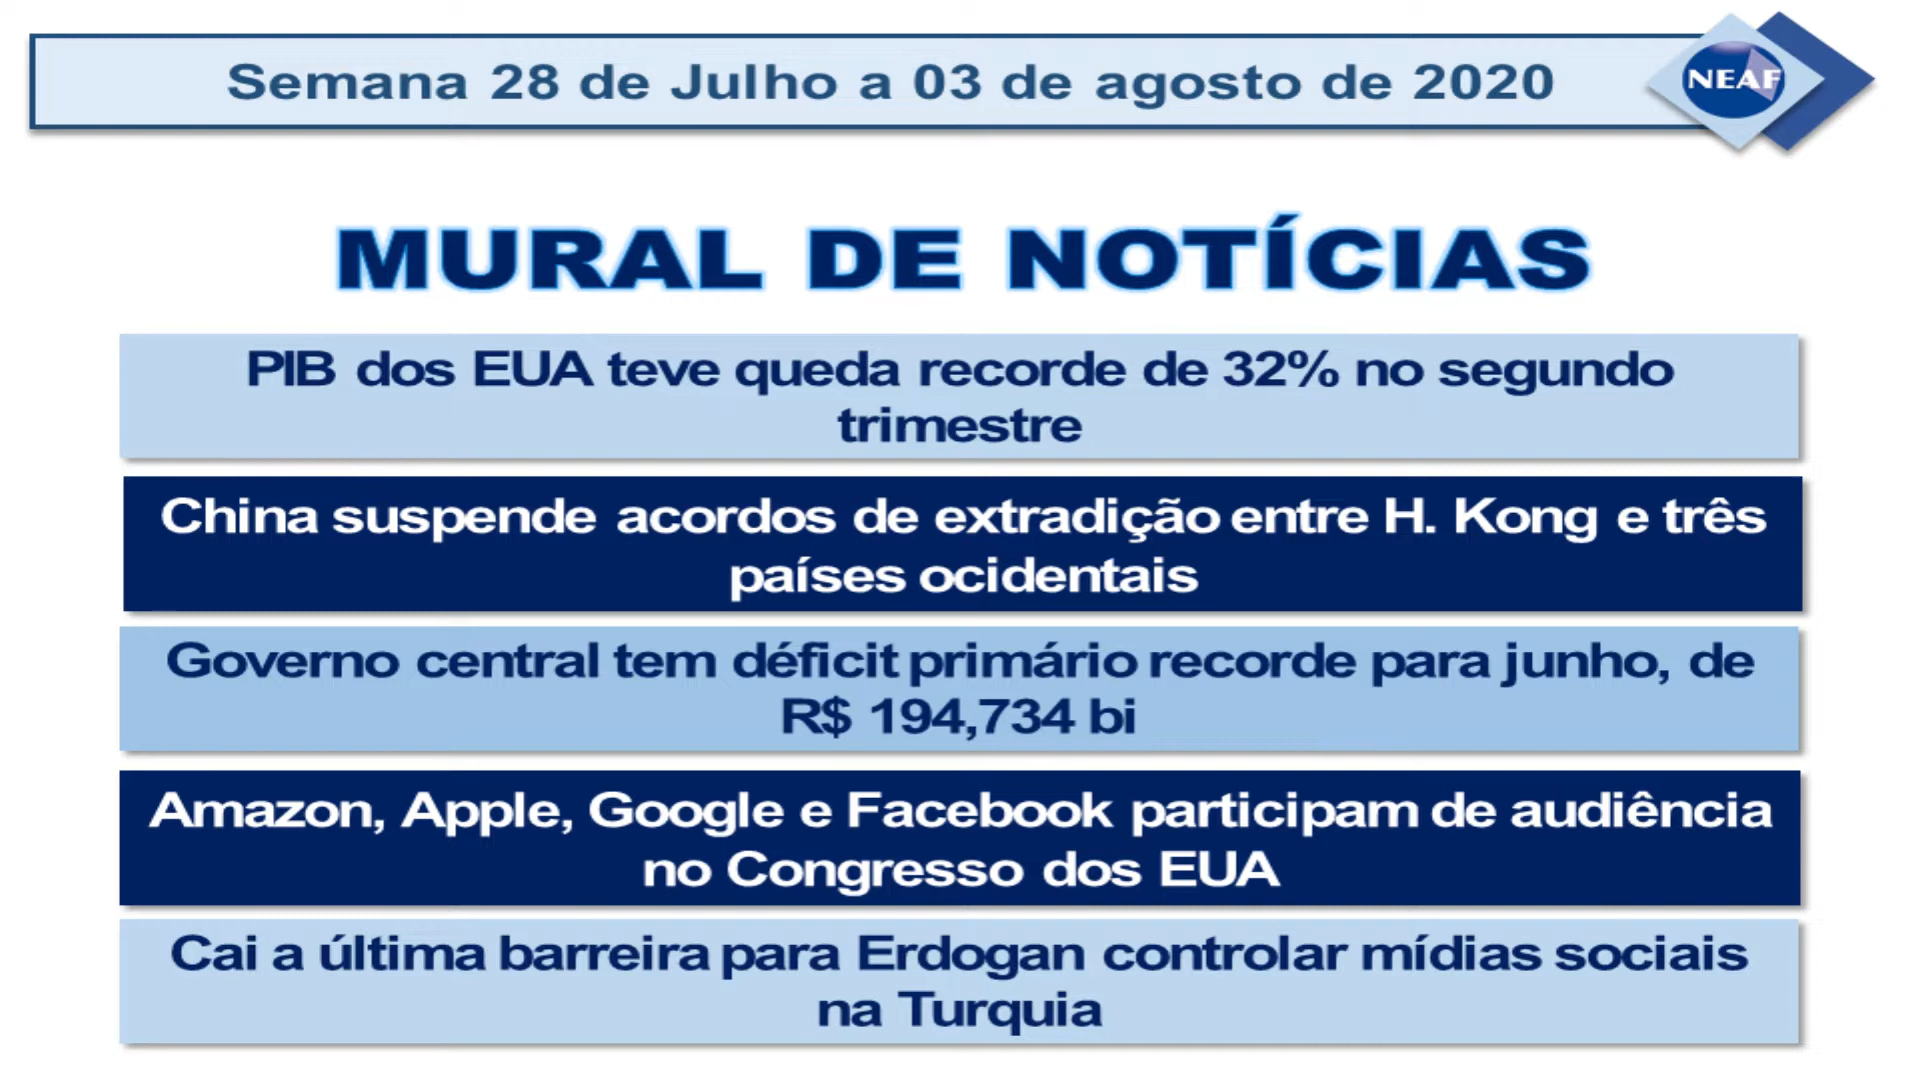 Semana 28 de Julho a 03 de agosto de 2020
NEAF
MURAL DE NOTÍCIAS
PIB dos EUA teve queda recorde de 32% no segundo
trimestre
China suspende acordos de extradição entre H. Kong e três
países ocidentais
Governo central tem déficit primário recorde para junho, de
R$ 194,734 bi
Amazon, Apple, Google e Facebook participam de audiência
no Congresso dos EUA
Cai a última barreira para Erdogan controlar mídias sociais
na Turquia